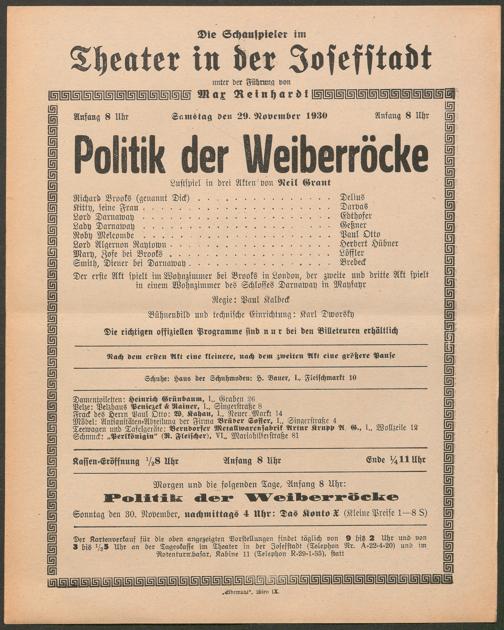 Die Schauspieler im
Theater in der Josefstadt
unter der Führung von
Max Reinhardt
Anfang 8 Uhr Samstag den 29. November 1930 Anfang 8 Uhr
Politik der Weiberröcke
Lustspiel in drei Akten von Neil Grant
Richard Brooks (genannt Dick) . . . . Delius
Kitty, seine Frau . . . . Darvas
Lord Darnaway . . . . Edthofer
Lady Darnaway . . . . Geßner
Roby Melcombe . . . . Paul Otto
Lord Algernon Raytown . . . . Herbert Hübner
Mary, Zofe bei Brooks . . . . Löffler
Smith, Diener bei Darnaway . . . . Bredeck
Der erste Akt spielt im Wohnzimmer bei Brooks in London, der zweite und dritte Akt spielt
in einem Wohnzimmer des Schlosses Darnaway in Mayfayr
Regie: Paul Kalbeck
Bühnenbild und technische Einrichtung: Karl Dworsky
Die richtigen offiziellen Programme sind nur bei den Billeteuren erhältlich
Nach dem ersten Akt eine kleinere, nach dem zweiten Akt eine größere Pause
Schuhe: Haus der Schuhmoden: H. Bauer, I., Fleischmarkt 10
Damentoiletten: Heinrich Grünbaum, I., Graben 26
Pelze: Pelzhaus Penizek & Rainer, I., Singerstraße 8
Frack des Herrn Paul Otto: W. Kahan, I., Neuer Markt 14
Möbel: Antiquitäten-Abteilung der Firma Brüder Soffer, I., Singerstraße 4
Teewagen und Tafelgeräte: Berndorfer Metallwarenfabrik Artur Krupp A. G., I., Wollzeile 12
Schmuck: „Perlkönigin" (R. Fleischer), VI., Mariahilferstraße 81
Kassen-Eröffnung ½8 Uhr Anfang 8 Uhr Ende ¼11 Uhr
Morgen und die folgenden Tage, Anfang 8 Uhr:
Politik der Weiberröcke
Sonntag den 30. November, nachmittags 4 Uhr: Das Konto X (Kleine Preise 1—8 S)
Der Kartenverkauf für die oben angezeigten Vorstellungen findet täglich von 9 bis 2 Uhr und von
3 bis ½5 Uhr an der Tageskasse im Theater in der Josefstadt (Telephon Nr. A-22-4-20) und im
Rotenturmbasar, Kabine 11 (Telephon R-29-1-33), statt
„Elbemühl", Wien IX.